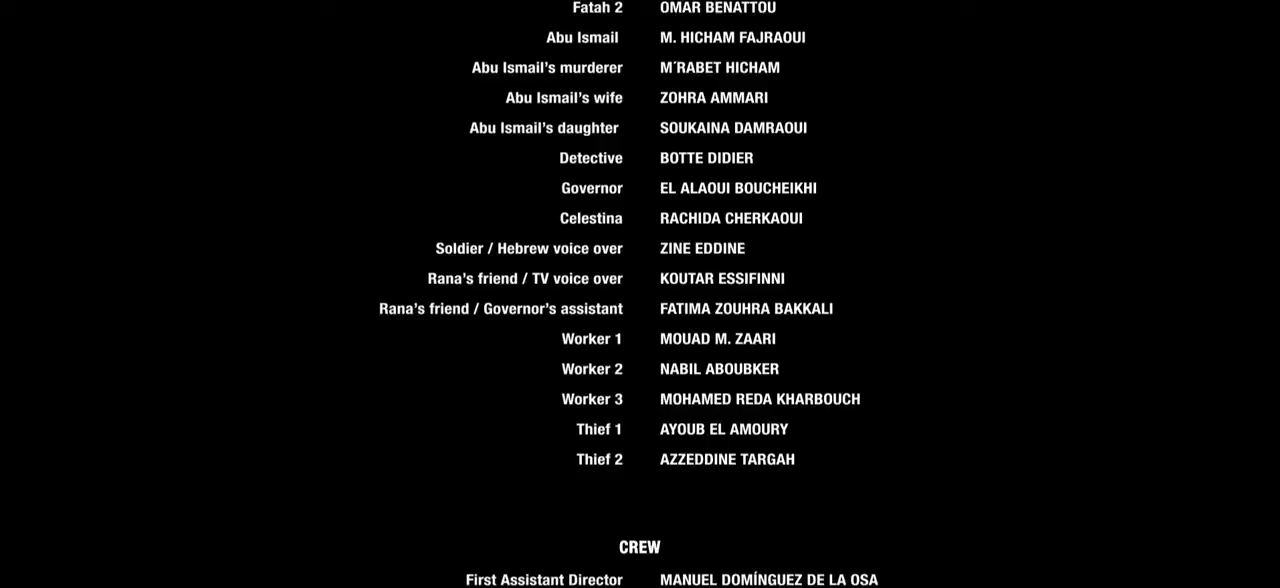 Fatah 2 OMAR BENATTOU
Abu Ismail M. HICHAM FAJRAOUI
Abu Ismail’s murderer M´RABET HICHAM
Abu Ismail’s wife ZOHRA AMMARI
Abu Ismail’s daughter SOUKAINA DAMRAOUI
Detective BOTTE DIDIER
Governor EL ALAOUI BOUCHEIKHI
Celestina RACHIDA CHERKAOUI
Soldier / Hebrew voice over ZINE EDDINE
Rana’s friend / TV voice over KOUTAR ESSIFINNI
Rana’s friend / Governor’s assistant FATIMA ZOUHRA BAKKALI
Worker 1 MOUAD M. ZAARI
Worker 2 NABIL ABOUBKER
Worker 3 MOHAMED REDA KHARBOUCH
Thief 1 AYOUB EL AMOURY
Thief 2 AZZEDDINE TARGAH
CREW
First Assistant Director MANUEL DOMÍNGUEZ DE LA OSA